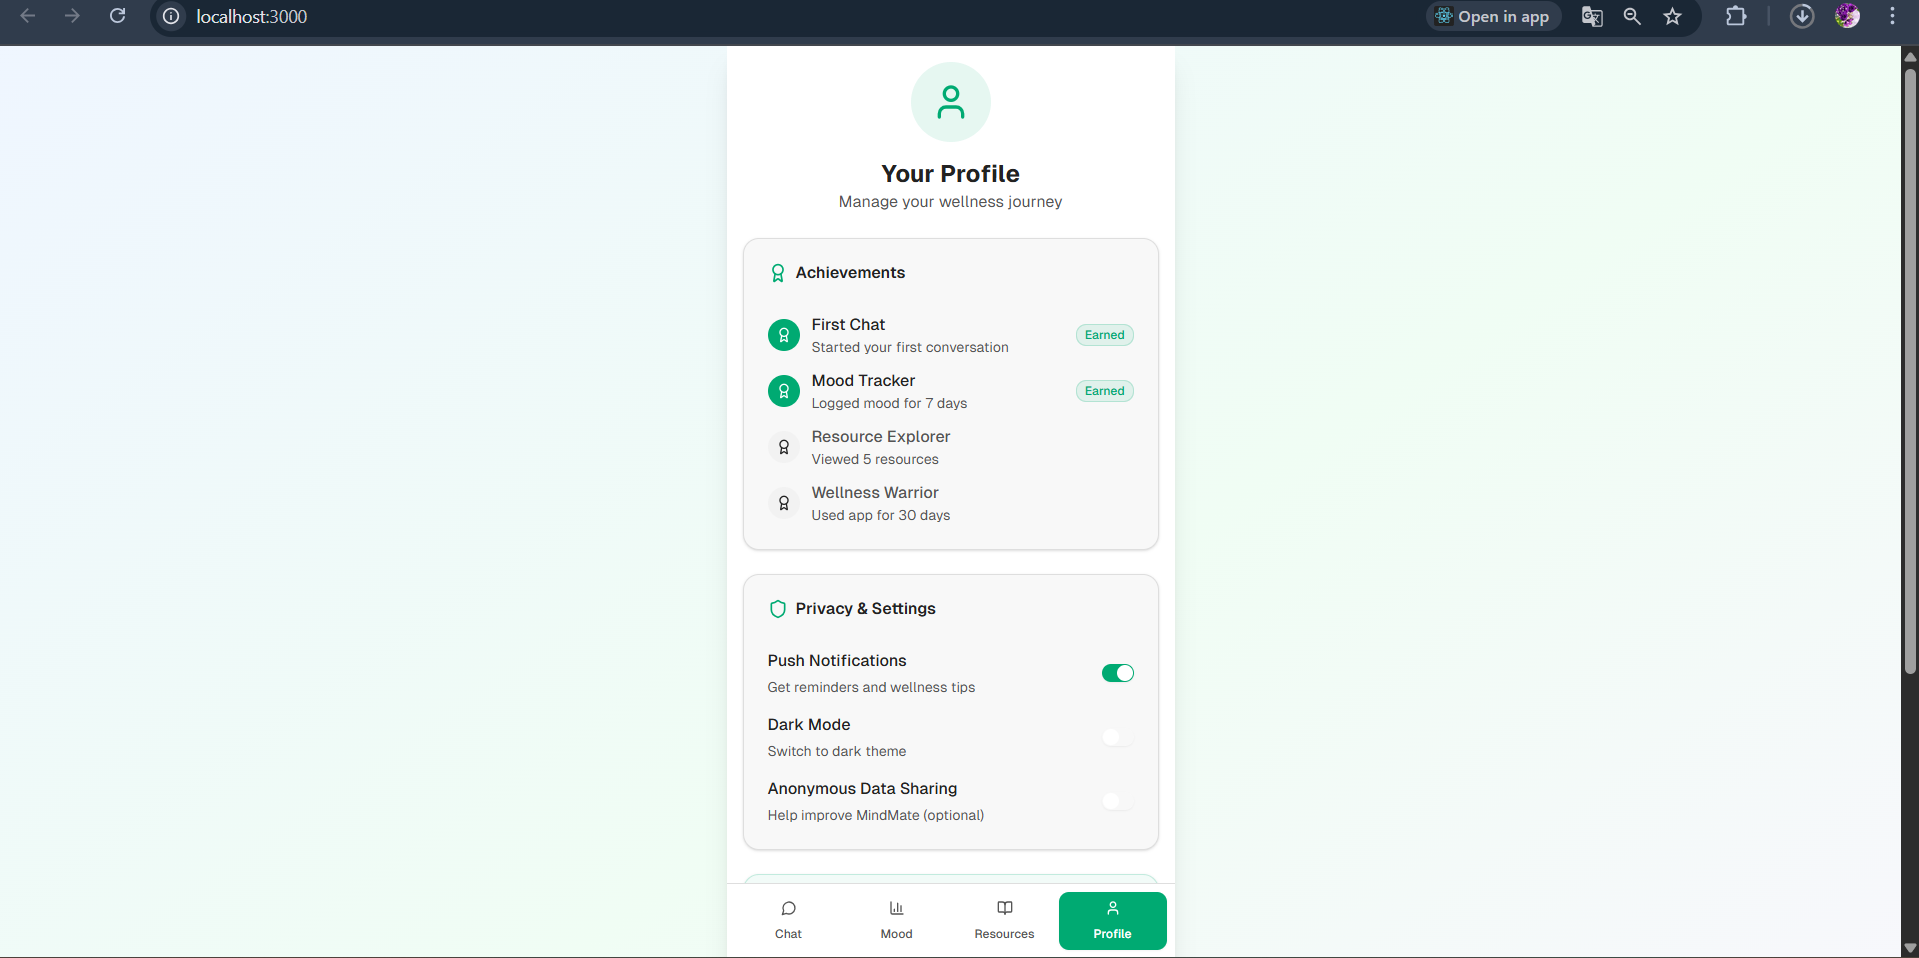 localhost:3000
Open in app
Your Profile
Manage your wellness journey
Achievements
First Chat
Started your first conversation
Earned
Mood Tracker
Logged mood for 7 days
Earned
Resource Explorer
Viewed 5 resources
Wellness Warrior
Used app for 30 days
Privacy & Settings
Push Notifications
Get reminders and wellness tips
Dark Mode
Switch to dark theme
Anonymous Data Sharing
Help improve MindMate (optional)
Chat
Mood
Resources
Profile